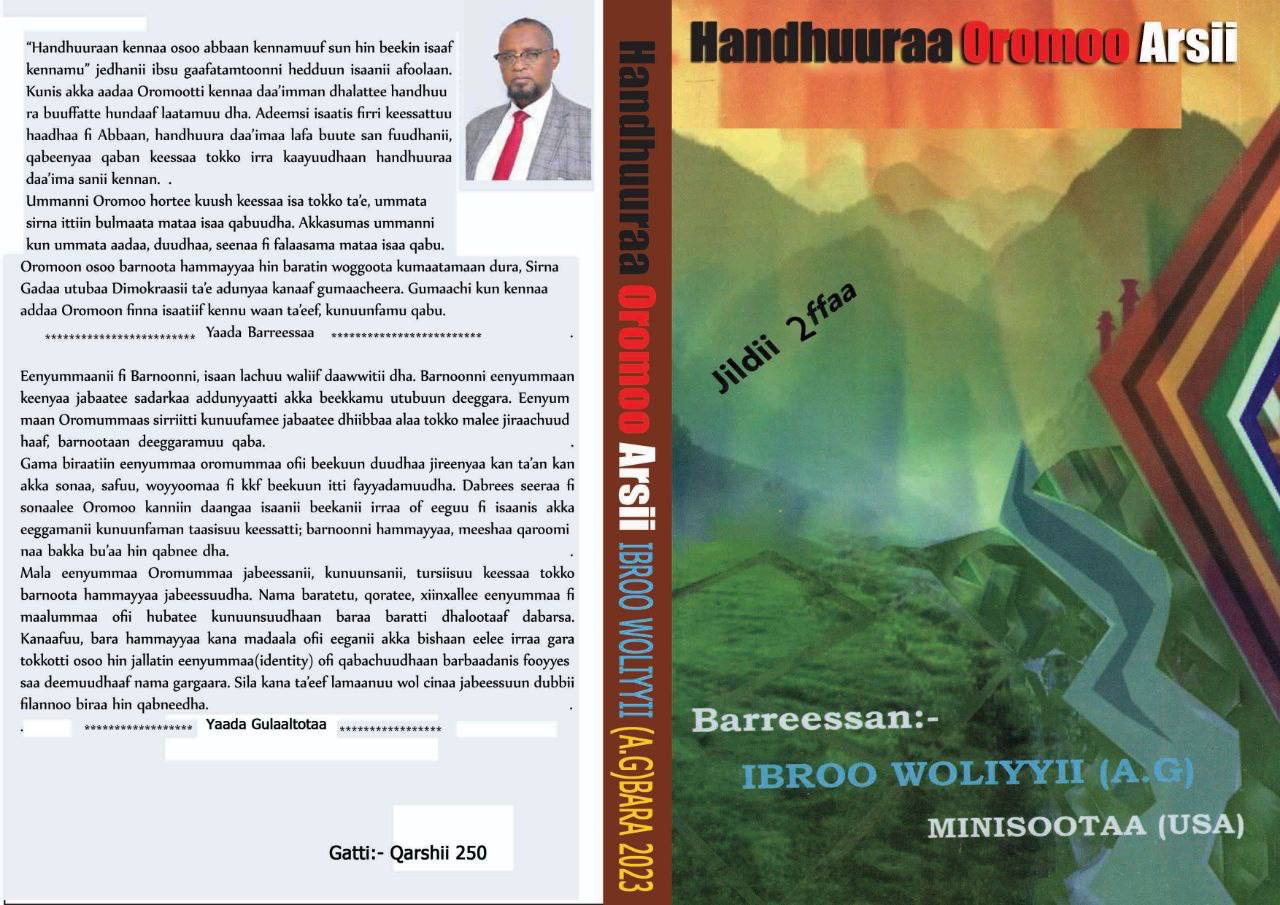 “Handhuuraan kennaa osoo abbaan kennamuuf sun hin beekin isaaf
kennamu” jedhanii ibsu gaafatamtoonni hedduun isaanii afoolaan.
Kunis akka aadaa Oromootti kennaa daa’imman dhalattee handhuu
ra buuffatte hundaaf laatamuu dha. Adeemsi isaatis firri keessattuu
haadhaa fi Abbaan, handhuura daa’imaa lafa buute san fuudhanii,
qabeenyaa qaban keessaa tokko irra kaayuudhaan handhuuraa
daa’ima sanii kennan. .
Ummanni Oromoo hortee kuush keessaa isa tokko ta’e, ummata
sirna ittiin bulmaata mataa isaa qabuudha. Akkasumas ummanni
kun ummata aadaa, duudhaa, seenaa fi falaasama mataa isaa qabu.
Oromoon osoo barnoota hammayyaa hin baratin woggoota kumaatamaan dura, Sirna
Gadaa utubaa Dimokraasii ta’e adunyaa kanaaf gumaacheera. Gumaachi kun kennaa
addaa Oromoon finna isaatiif kennu waan ta’eef, kunuunfamu qabu.
************************* Yaada Barreessaa ************************* .
Eenyummaanii fi Barnoonni, isaan lachuu waliif daawwitii dha. Barnoonni eenyummaan
keenyaa jabaatee sadarkaa addunyyaatti akka beekkamu utubuun deeggara. Eenyum
maan Oromummaas sirriitti kunuufamee jabaatee dhiibbaa alaa tokko malee jiraachuud
haaf, barnootaan deeggaramuu qaba. .
Gama biraatiin eenyummaa oromummaa ofii beekuun duudhaa jireenyaa kan ta’an kan
akka sonaa, safuu, woyyoomaa fi kkf beekuun itti fayyadamuudha. Dabrees seeraa fi
sonaalee Oromoo kanniin daangaa isaanii beekanii irraa of eeguu fi isaanis akka
eeggamanii kunuunfaman taasisuu keessatti; barnoonni hammayyaa, meeshaa qaroomi
naa bakka bu’aa hin qabnee dha. .
Mala eenyummaa Oromummaa jabeessanii, kunuunsanii, tursiisuu keessaa tokko
barnoota hammayyaa jabeessuudha. Nama baratetu, qoratee, xiinxallee eenyummaa fi
maalummaa ofii hubatee kunuunsuudhaan baraa baratti dhalootaaf dabarsa.
Kanaafuu, bara hammayyaa kana madaala ofii eeganii akka bishaan eelee irraa gara
tokkotti osoo hin jallatin eenyummaa(identity) ofi qabachuudhaan barbaadanis fooyyes
saa deemuudhaaf nama gargaara. Sila kana ta’eef lamaanuu wol cinaa jabeessuun dubbii
filannoo biraa hin qabneedha. .
. ****************** Yaada Gulaaltotaa *****************
Gatti:- Qarshii 250
Handhuuraa Oromoo Arsii IBROO WOLIYYII (A.G)BARA 2023
Handhuuraa Oromoo Arsii
Jildii 2ffaa
Barreessan:-
IBROO WOLIYYII (A.G)
MINISOOTAA (USA)